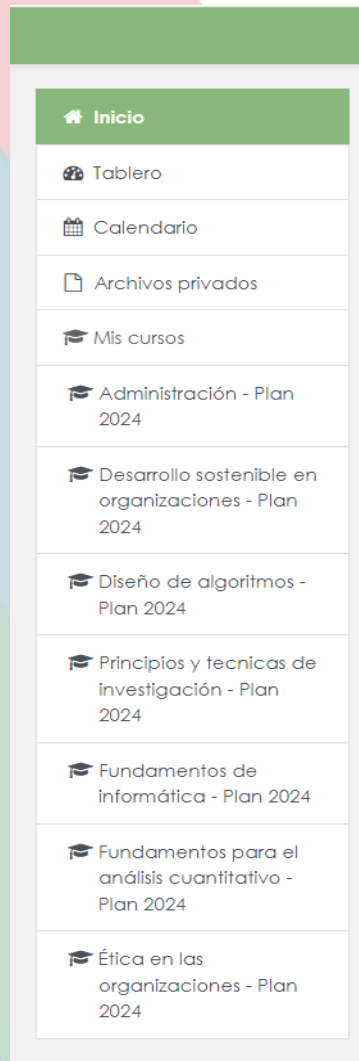 Inicio
Tablero
Calendario
Archivos privados
Mis cursos
Administración - Plan
2024
Desarrollo sostenible en
organizaciones - Plan
2024
Diseño de algoritmos -
Plan 2024
Principios y tecnicas de
investigación - Plan
2024
Fundamentos de
informática - Plan 2024
Fundamentos para el
análisis cuantitativo -
Plan 2024
Ética en las
organizaciones - Plan
2024